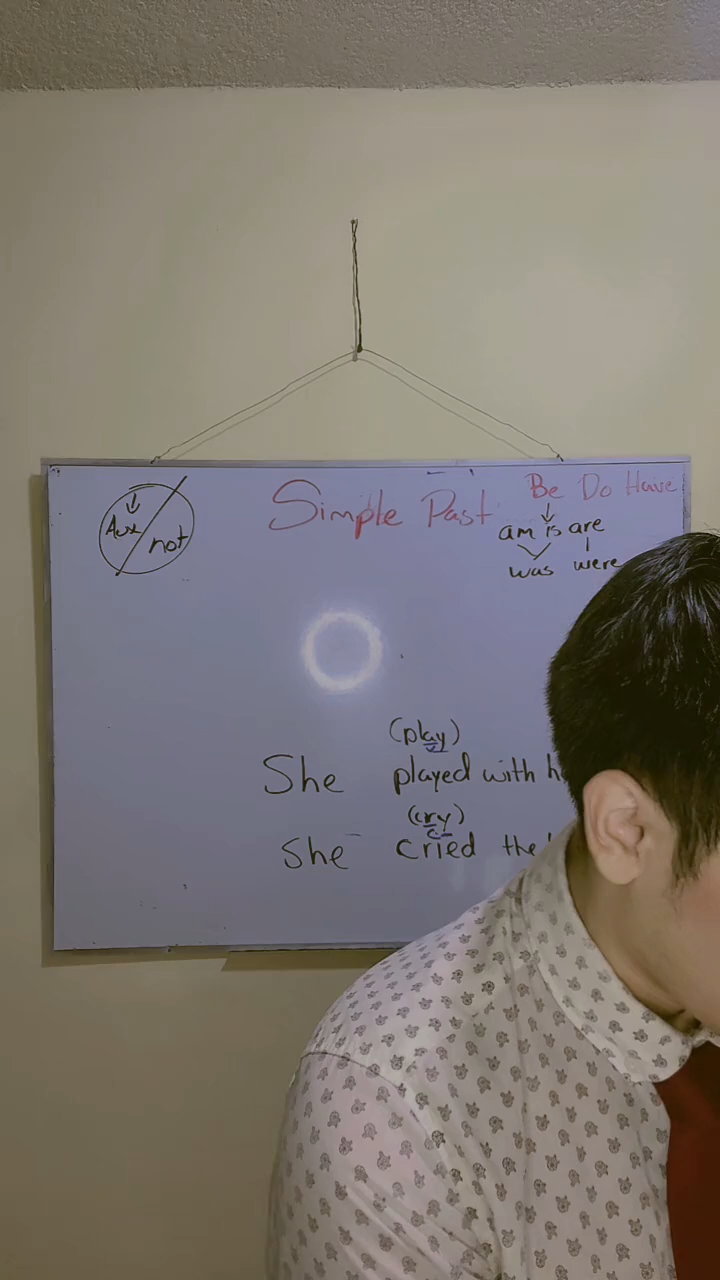 Aux / not
Simple Past
Be Do Have
am is are
was were
(play)
She played with
(cry)
She cried the